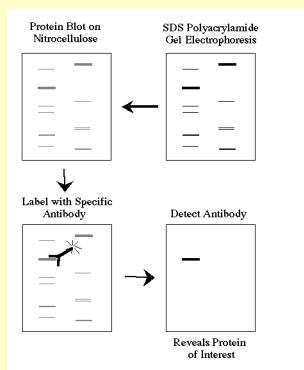 Protein Blot on
Nitrocellulose
SDS Polyacrylamide
Gel Electrophoresis
Label with Specific
Antibody
Detect Antibody
Reveals Protein
of Interest